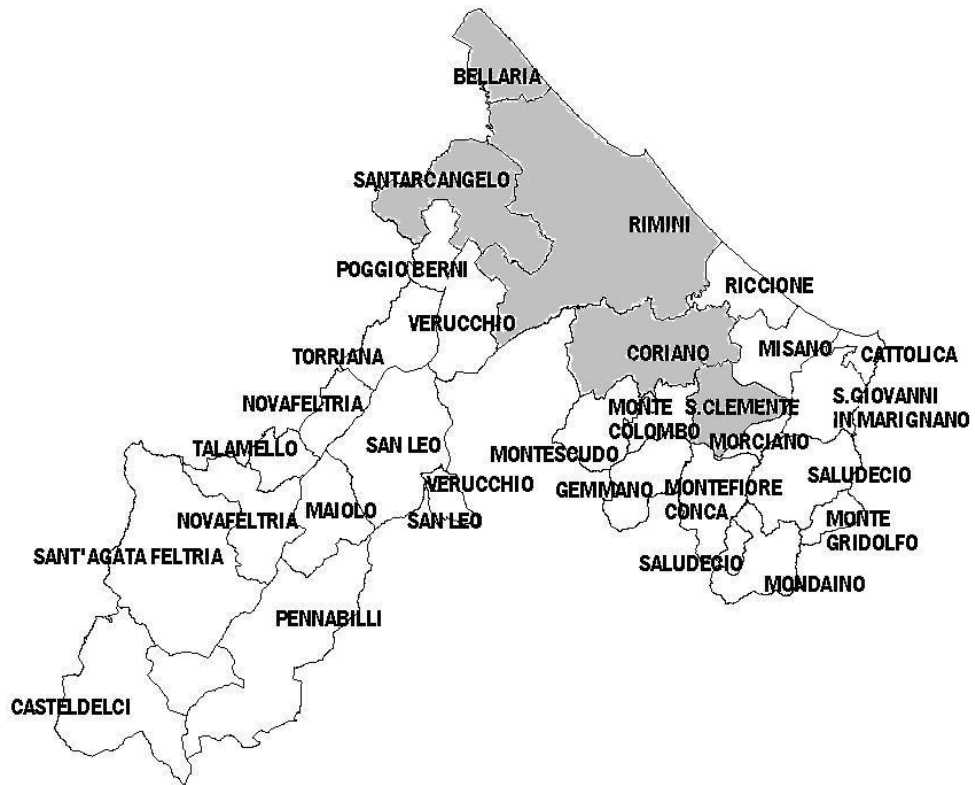 BELLARIA
SANTARCANGELO
RIMINI
POGGIO BERNI
RICCIONE
VERUCCHIO
TORRIANA
CORIANO
MISANO
CATTOLICA
NOVAFELTRIA
MONTE
COLOMBO
S.CLEMENTE
S.GIOVANNI
IN MARIGNANO
TALAMELLO
SAN LEO
MONTESCUDO
MORCIANO
VERUCCHIO
GEMMANO
MONTEFIORE
CONCA
SALUDECIO
NOVAFELTRIA
MAIOLO
SAN LEO
MONTE
GRIDOLFO
SANT'AGATA FELTRIA
SALUDECIO
MONDAINO
PENNABILLI
CASTELDELCI